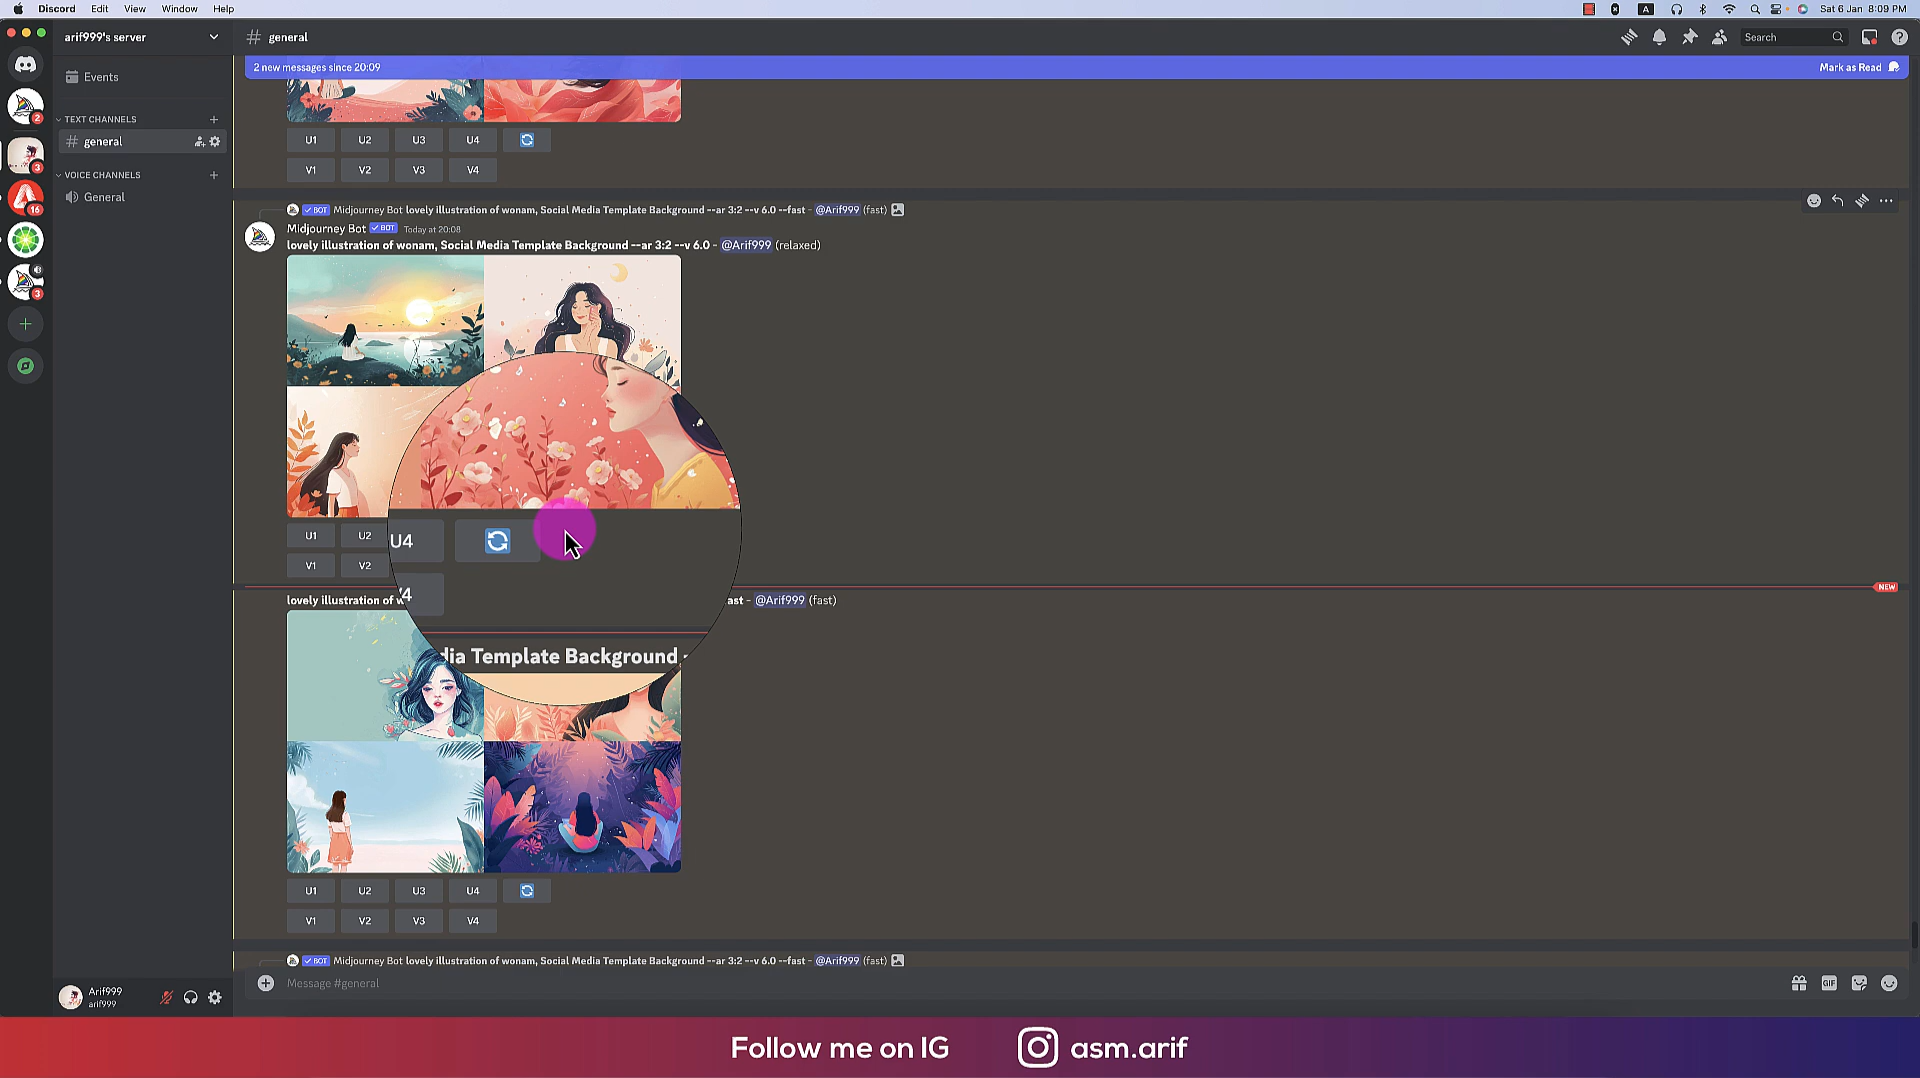 Discord Edit View Window Help
A
Sat 6 Jan 8:09 PM
arif999's server
general
Search
2 new messages since 20:09
Mark as Read
Events
TEXT CHANNELS
general
VOICE CHANNELS
General
2
3
16
3
U1 U2 U3 U4
V1 V2 V3 V4
BOT Midjourney Bot lovely illustration of wonam, Social Media Template Background --ar 3:2 --v 6.0 --fast - @Arif999 (fast)
Midjourney Bot BOT Today at 20:08
lovely illustration of wonam, Social Media Template Background --ar 3:2 --v 6.0 - @Arif999 (relaxed)
U1 U2 U4
V1 V2
NEW
lovely illustration of ast - @Arif999 (fast)
dia Template Background -
U1 U2 U3 U4
V1 V2 V3 V4
BOT Midjourney Bot lovely illustration of wonam, Social Media Template Background --ar 3:2 --v 6.0 --fast - @Arif999 (fast)
Message #general
GIF
Arif999
arif999
Follow me on IG asm.arif